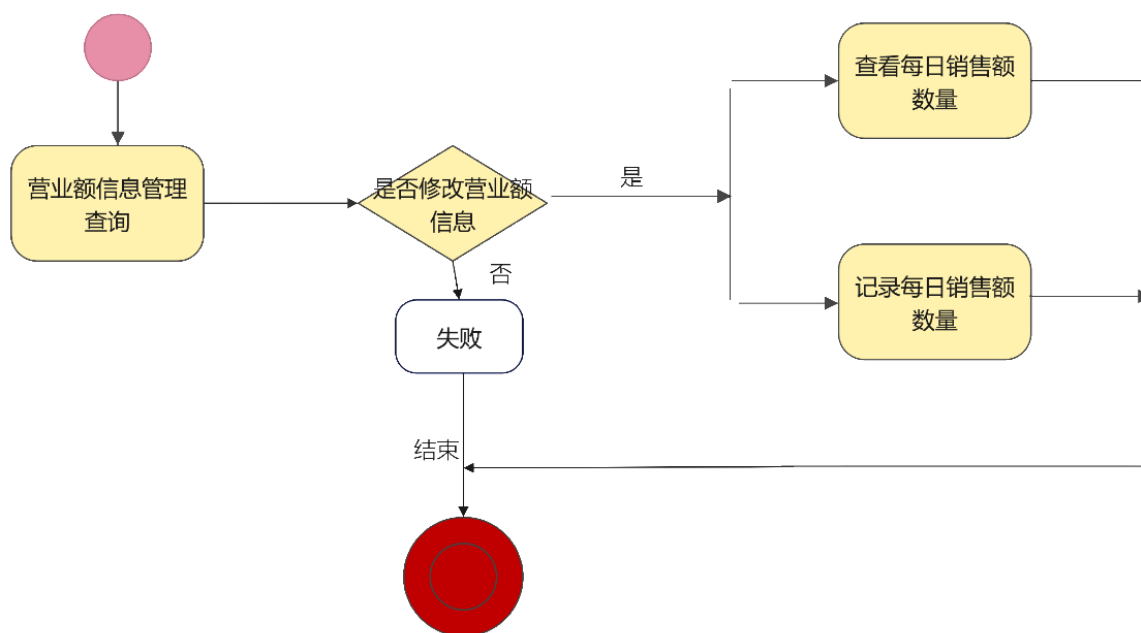 查看每日销售额
数量
营业额信息管理
查询
是否修改营业额
信息
是
否
记录每日销售额
数量
失败
结束